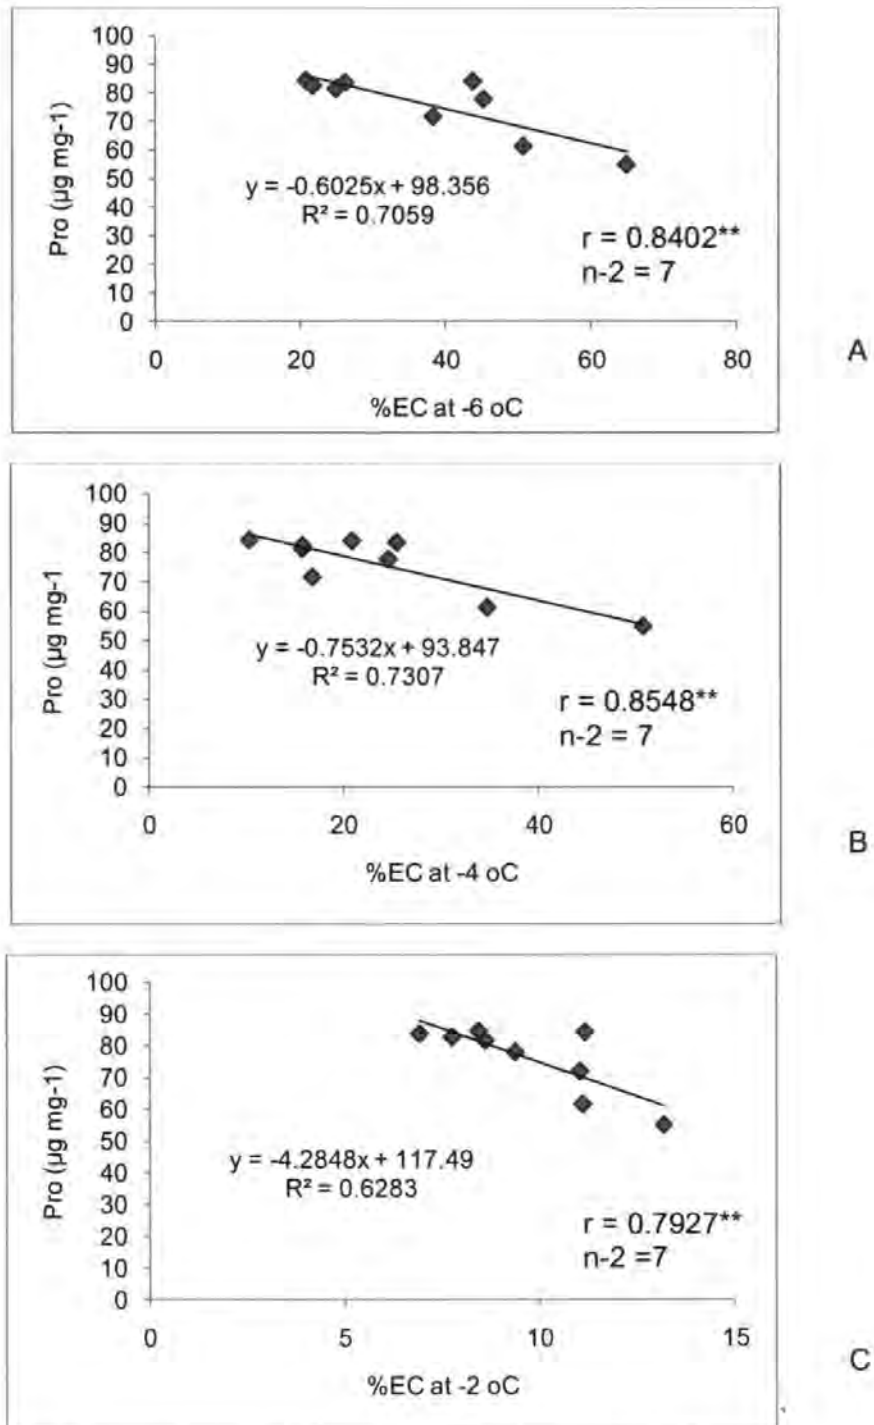 100
90
80
70
60
50
40
30
20
10
0
Pro (µg mg-1)
y = -0.6025x + 98.356
R² = 0.7059
r = 0.8402**
n-2 = 7
0 20 40 60 80
%EC at -6 oC
A
100
90
80
70
60
50
40
30
20
10
0
Pro (µg mg-1
y = -0.7532x + 93.847
R² = 0.7307
r = 0.8548**
n-2 = 7
0 20 40 60
%EC at -4 oC
B
100
90
80
70
60
50
40
30
20
10
0
Pro (µg mg-1)
y = -4.2848x + 117.49
R² = 0.6283
r = 0.7927**
n-2 =7
0 5 10 15
%EC at -2 oC
C